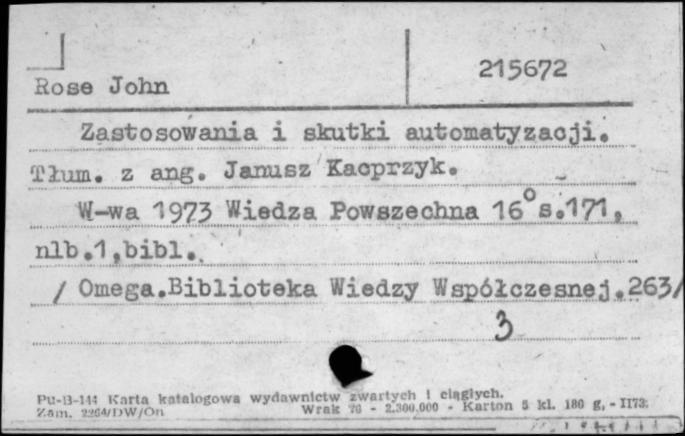 215672
Rose John
Zastosowania i skutki automatyzacji.
Tłum. z ang. Janusz Kacprzyk.
W-wa 1973 Wiedza Powszechna 16° s.171,
nlb.1,bibl.
/ Omega.Biblioteka Wiedzy Współczesnej.263/
3
Pu-B-144 Karta katalogowa wydawnictw zwartych i ciągłych.
Zam. 2264/DW/On Wrak 76 - 2.300.000 - Karton 5 kl. 180 g, - 1173.